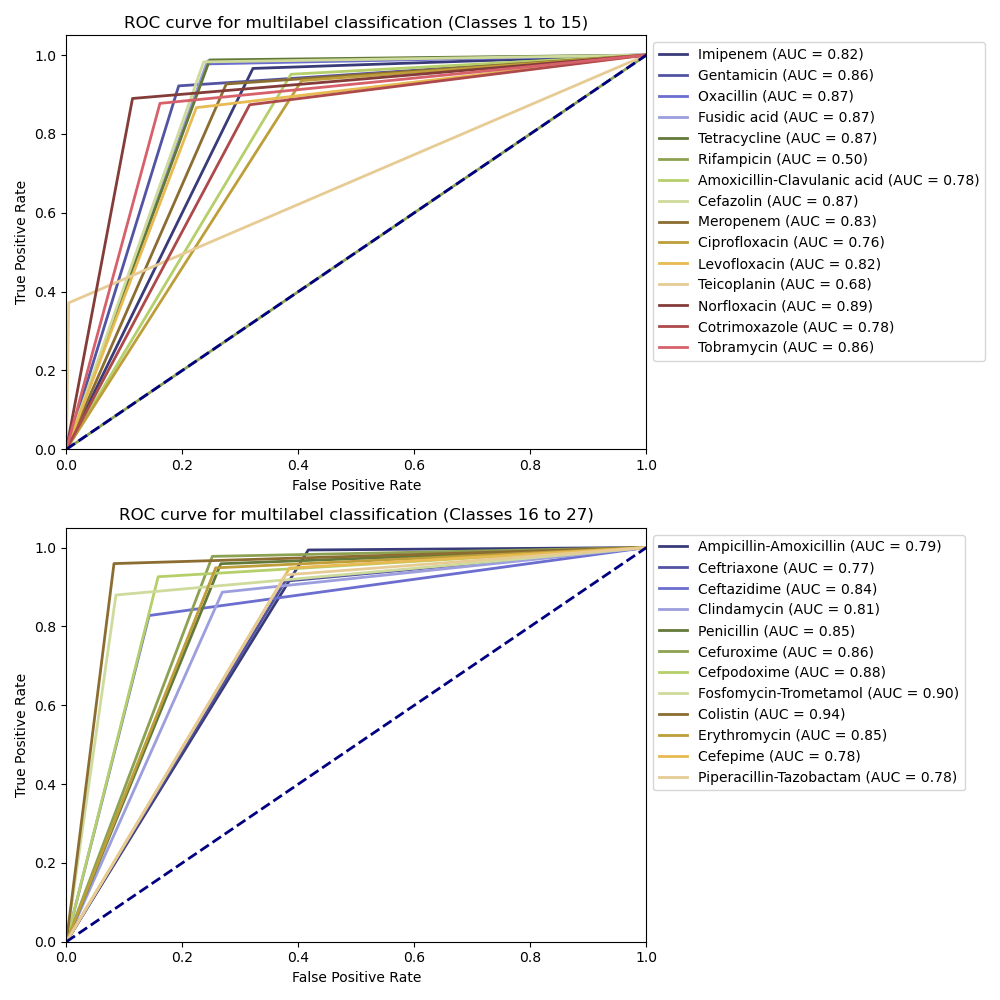 ROC curve for multilabel classification (Classes 1 to 15)
1.0
0.8
0.6
0.4
0.2
0.0
True Positive Rate
0.0 0.2 0.4 0.6 0.8 1.0
False Positive Rate
Imipenem (AUC = 0.82)
Gentamicin (AUC = 0.86)
Oxacillin (AUC = 0.87)
Fusidic acid (AUC = 0.87)
Tetracycline (AUC = 0.87)
Rifampicin (AUC = 0.50)
Amoxicillin-Clavulanic acid (AUC = 0.78)
Cefazolin (AUC = 0.87)
Meropenem (AUC = 0.83)
Ciprofloxacin (AUC = 0.76)
Levofloxacin (AUC = 0.82)
Teicoplanin (AUC = 0.68)
Norfloxacin (AUC = 0.89)
Cotrimoxazole (AUC = 0.78)
Tobramycin (AUC = 0.86)
ROC curve for multilabel classification (Classes 16 to 27)
1.0
0.8
0.6
0.4
0.2
0.0
True Positive Rate
0.0 0.2 0.4 0.6 0.8 1.0
False Positive Rate
Ampicillin-Amoxicillin (AUC = 0.79)
Ceftriaxone (AUC = 0.77)
Ceftazidime (AUC = 0.84)
Clindamycin (AUC = 0.81)
Penicillin (AUC = 0.85)
Cefuroxime (AUC = 0.86)
Cefpodoxime (AUC = 0.88)
Fosfomycin-Trometamol (AUC = 0.90)
Colistin (AUC = 0.94)
Erythromycin (AUC = 0.85)
Cefepime (AUC = 0.78)
Piperacillin-Tazobactam (AUC = 0.78)